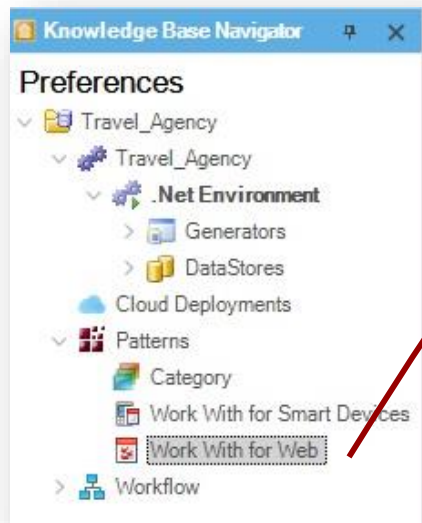 Knowledge Base Navigator
Preferences
Travel_Agency
Travel_Agency
.Net Environment
Generators
DataStores
Cloud Deployments
Patterns
Category
Work With for Smart Devices
Work With for Web
Workflow